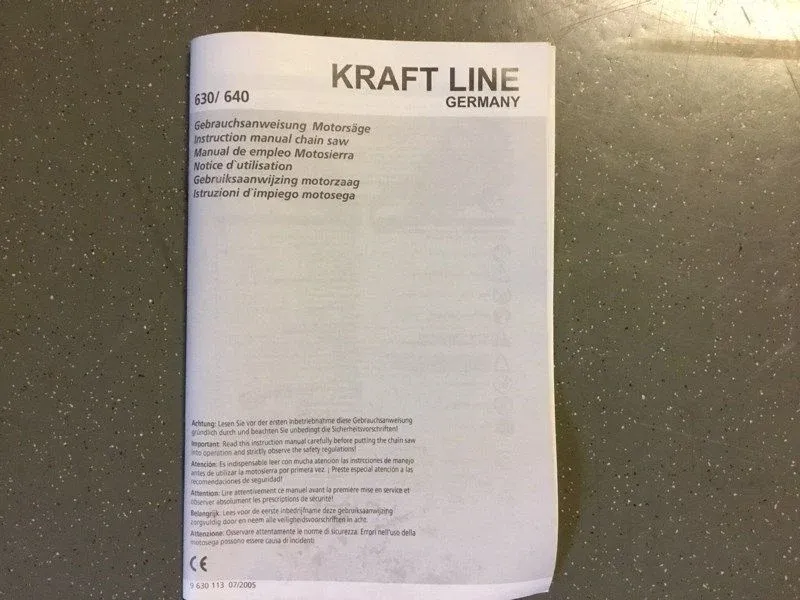 KRAFT LINE
630/ 640
GERMANY
Gebrauchsanweisung Motorsäge
Instruction manual chain saw
Manual de empleo Motosierra
Notice d`utilisation
Gebruiksaanwijzing motorzaag
Istruzioni d`impiego motosega
Achtung: Lesen Sie vor der ersten Inbetriebnahme diese Gebrauchsanweisung
gründlich durch und beachten Sie unbedingt die Sicherheitsvorschriften!
Important: Read this instruction manual carefully before putting the chain saw
into operation and strictly observe the safety regulations!
Atención: Es indispensable leer con mucha atención las instrcciones de manejo
antes de utilizar la motosierra por primera vez. ¡ Preste especial atención a las
recomendaciones de seguridad!
Attention: Lire attentivement ce manuel avant la première mise en service et
observer absolument les prescriptions de sécurité!
Belangrijk: Lees voor de eerste inbedrijfname deze gebruiksaanwijzing
zorgvuldig door en neem alle veiligheidsvoorschriften in acht.
Attenzione: Osservare attentamente le norme di sicurezza. Errori nell'uso della
motosega possono essere causa di incidenti
CE
9 630 113 07/2005